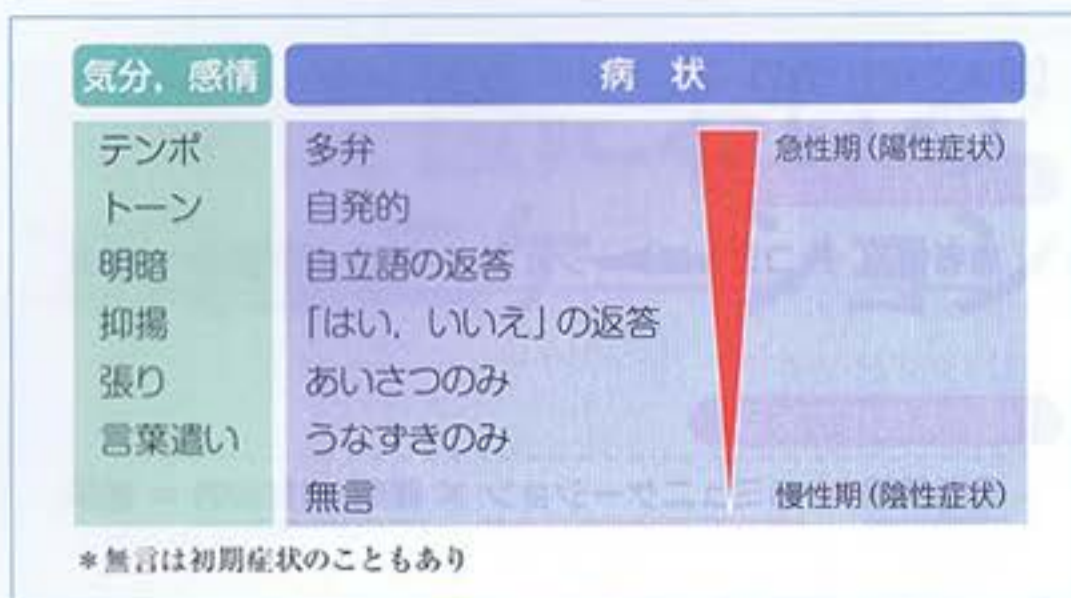 気分，感情 病 状
テンポ 多弁 急性期（陽性症状）
トーン 自発的
明暗 自立語の返答
抑揚 「はい，いいえ」の返答
張り あいさつのみ
言葉遣い うなずきのみ
無言 慢性期（陰性症状）
＊無言は初期症状のこともあり